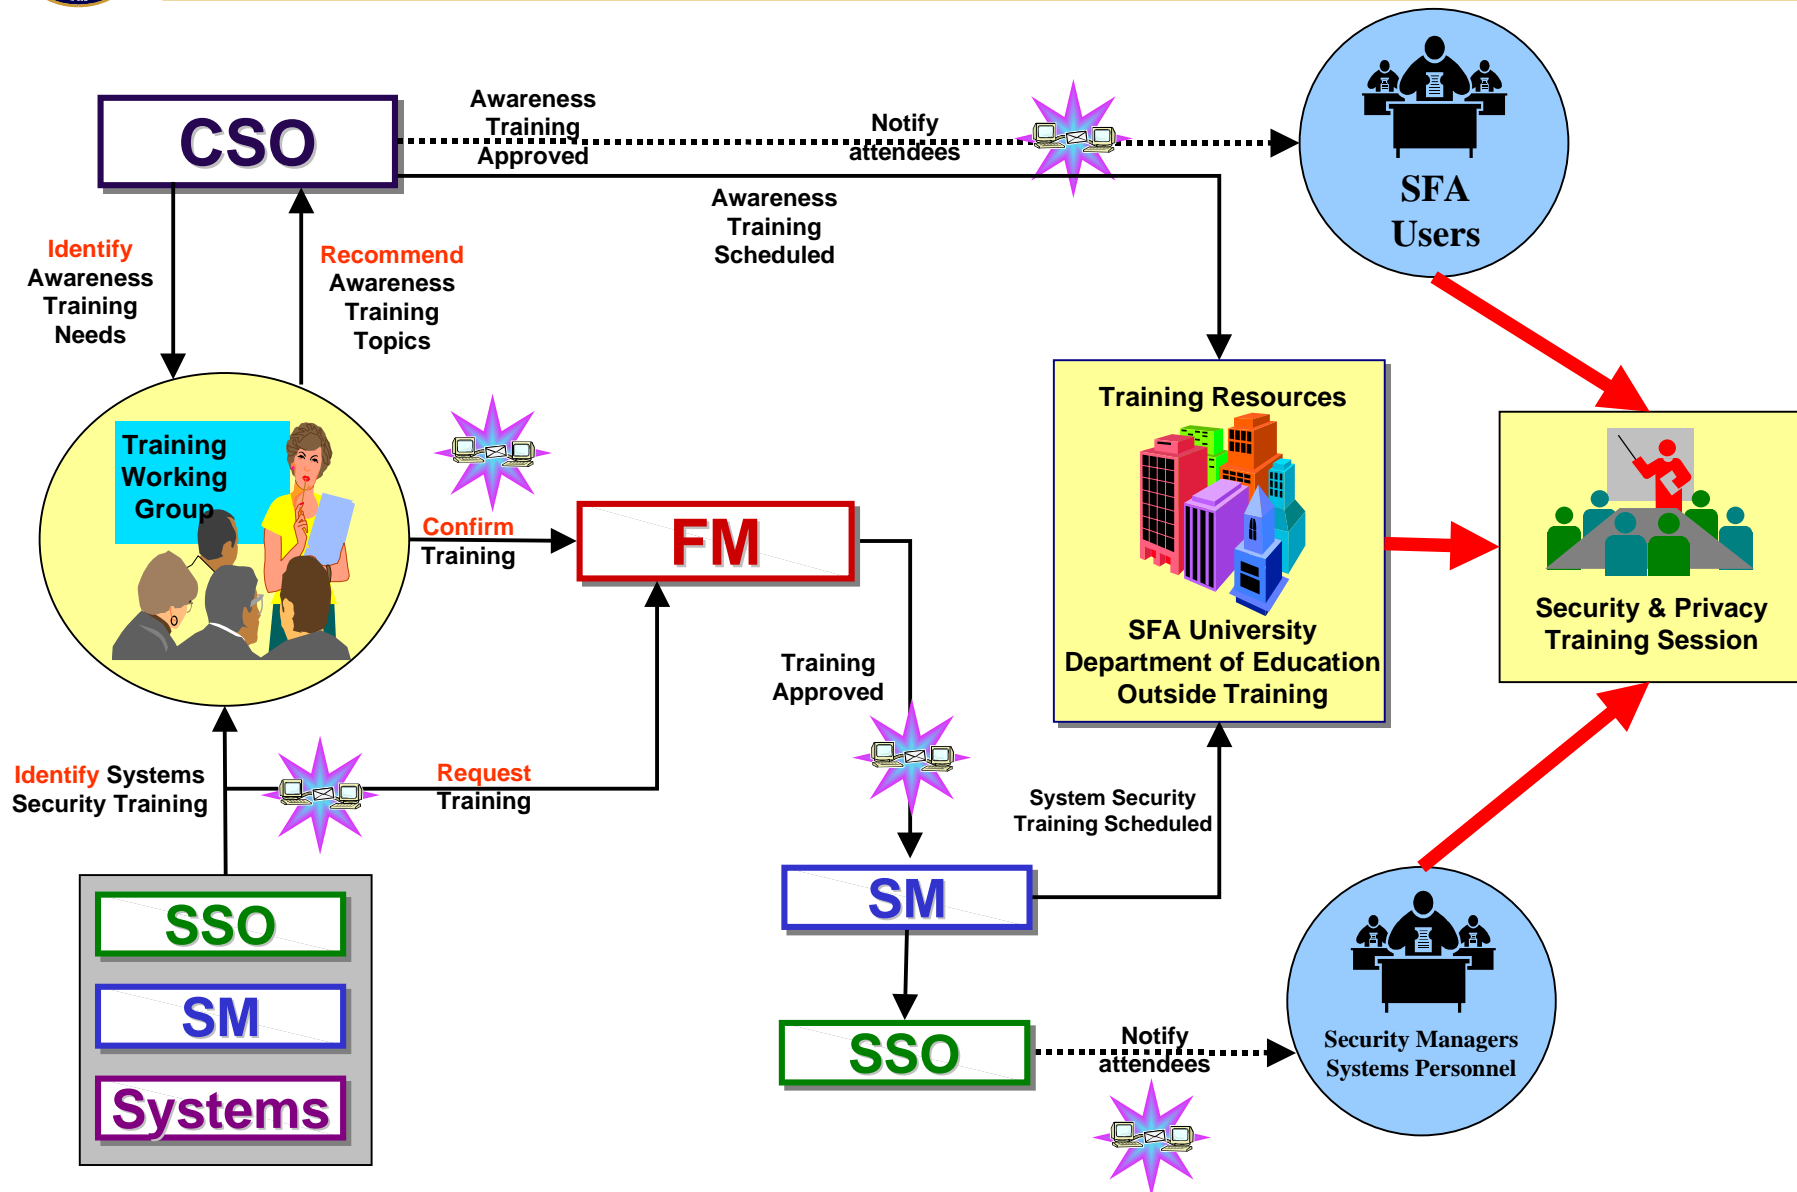 CSO
Awareness
Training
Approved
Notify
attendees
SFA
Users
Awareness
Training
Scheduled
Identify
Awareness
Training
Needs
Recommend
Awareness
Training
Topics
Training
Working
Group
Confirm
Training
FM
Training Resources
SFA University
Department of Education
Outside Training
Security & Privacy
Training Session
Training
Approved
Identify Systems
Security Training
Request
Training
System Security
Training Scheduled
SSO
SM
Systems
SM
SSO
Notify
attendees
Security Managers
Systems Personnel